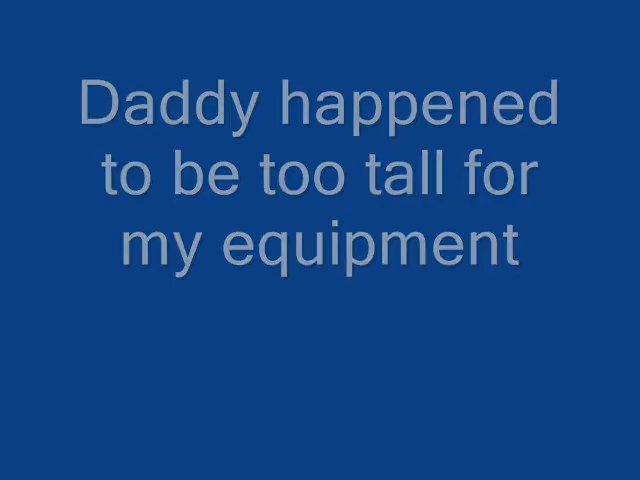 Daddy happened
to be too tall for
my equipment